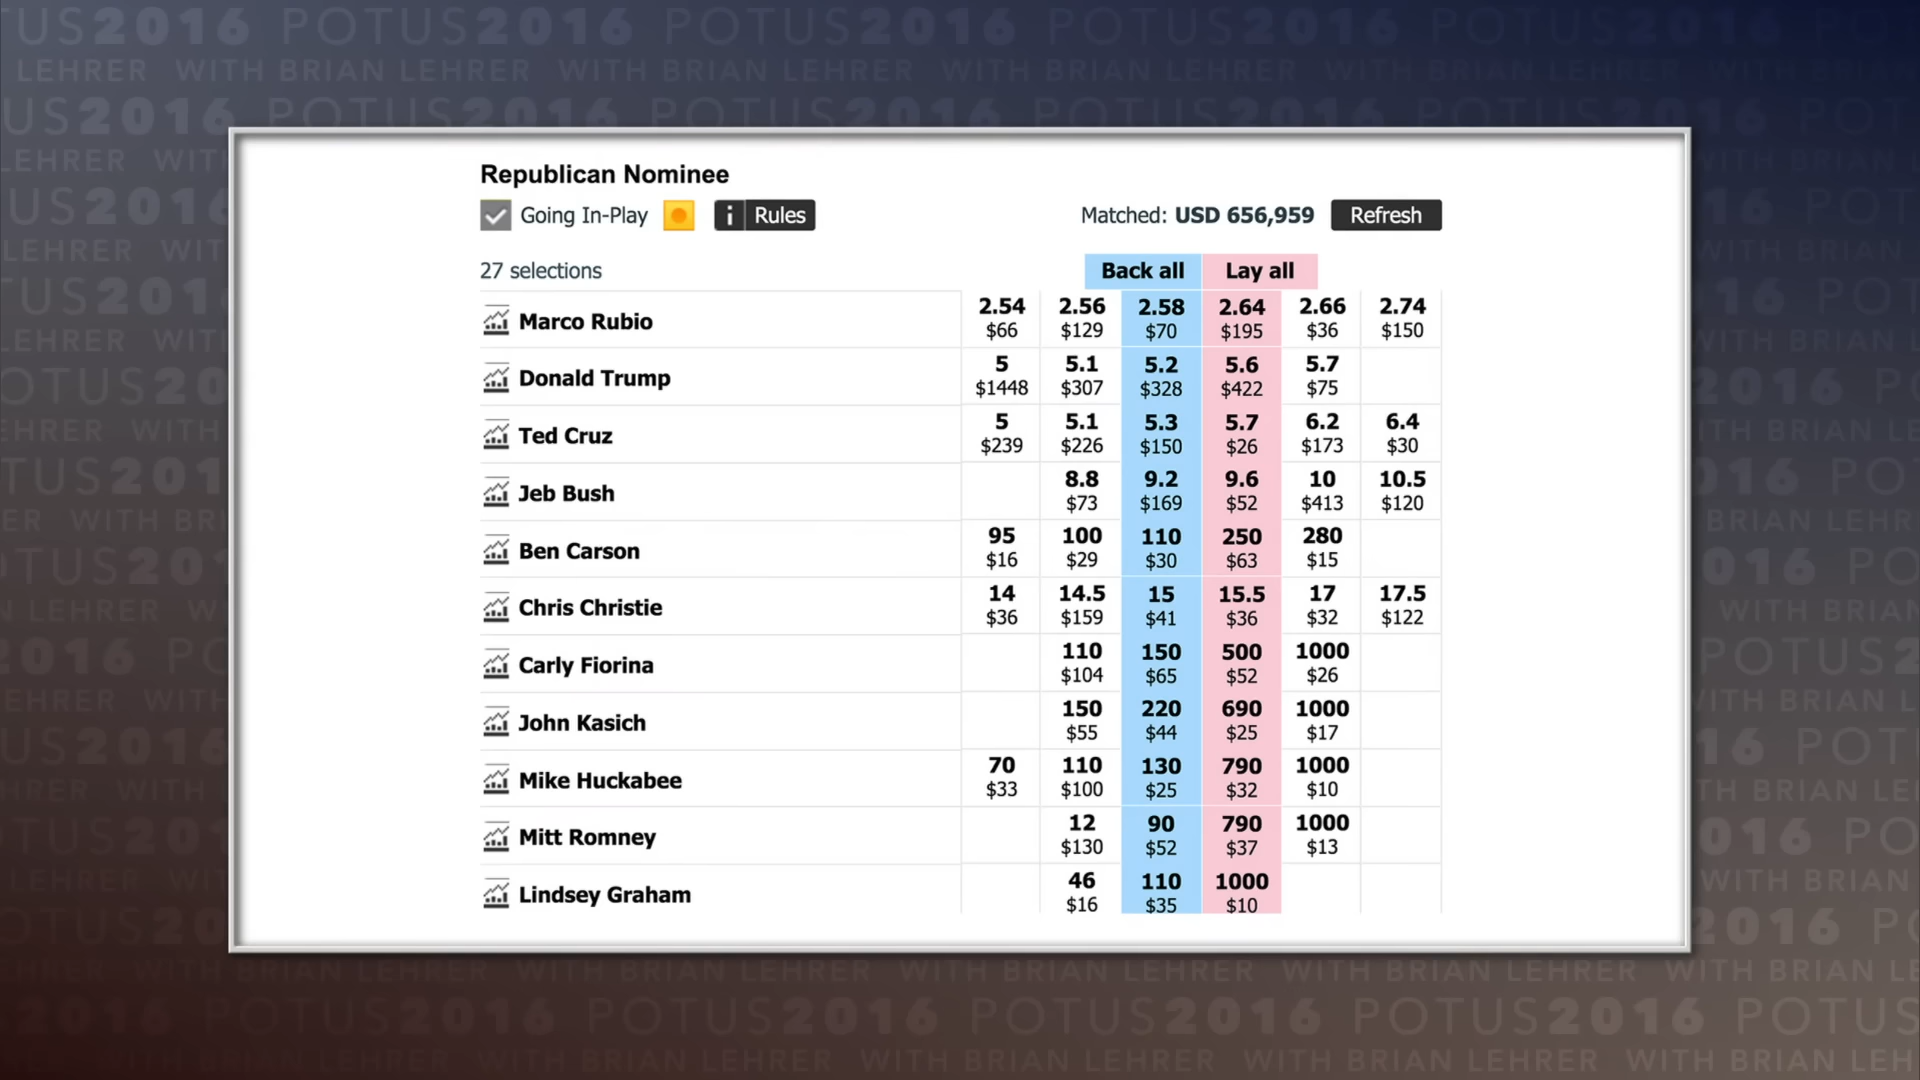 POTUS2016 WITH BRIAN LEHRER
Republican Nominee
Going In-Play i Rules Matched: USD 656,959 Refresh
27 selections Back all Lay all
Marco Rubio 2.54 2.56 2.58 2.64 2.66 2.74
$66 $129 $70 $195 $36 $150
Donald Trump 5 5.1 5.2 5.6 5.7
$1448 $307 $328 $422 $75
Ted Cruz 5 5.1 5.3 5.7 6.2 6.4
$239 $226 $150 $26 $173 $30
Jeb Bush 8.8 9.2 9.6 10 10.5
$73 $169 $52 $413 $120
Ben Carson 95 100 110 250 280
$16 $29 $30 $63 $15
Chris Christie 14 14.5 15 15.5 17 17.5
$36 $159 $41 $36 $32 $122
Carly Fiorina 110 150 500 1000
$104 $65 $52 $26
John Kasich 150 220 690 1000
$55 $44 $25 $17
Mike Huckabee 70 110 130 790 1000
$33 $100 $25 $32 $10
Mitt Romney 12 90 790 1000
$130 $52 $37 $13
Lindsey Graham 46 110 1000
$16 $35 $10